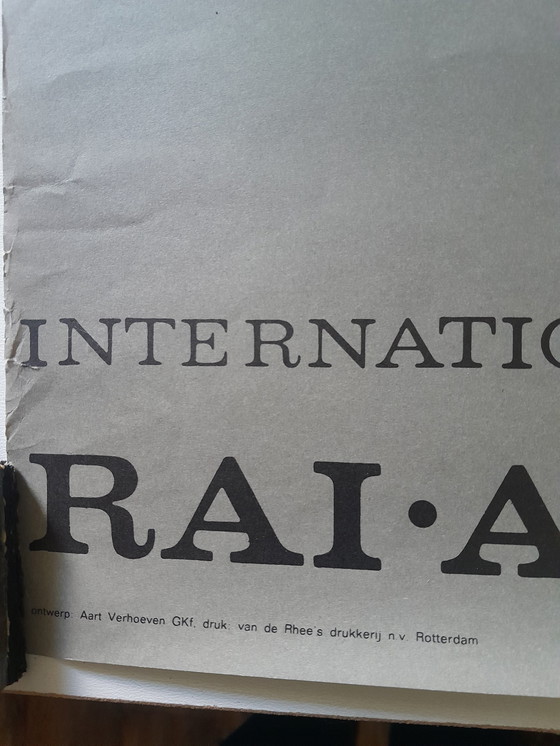 INTERNATIO
RAI·A
ontwerp: Aart Verhoeven GKf, druk: van de Rhee's drukkerij n.v. Rotterdam